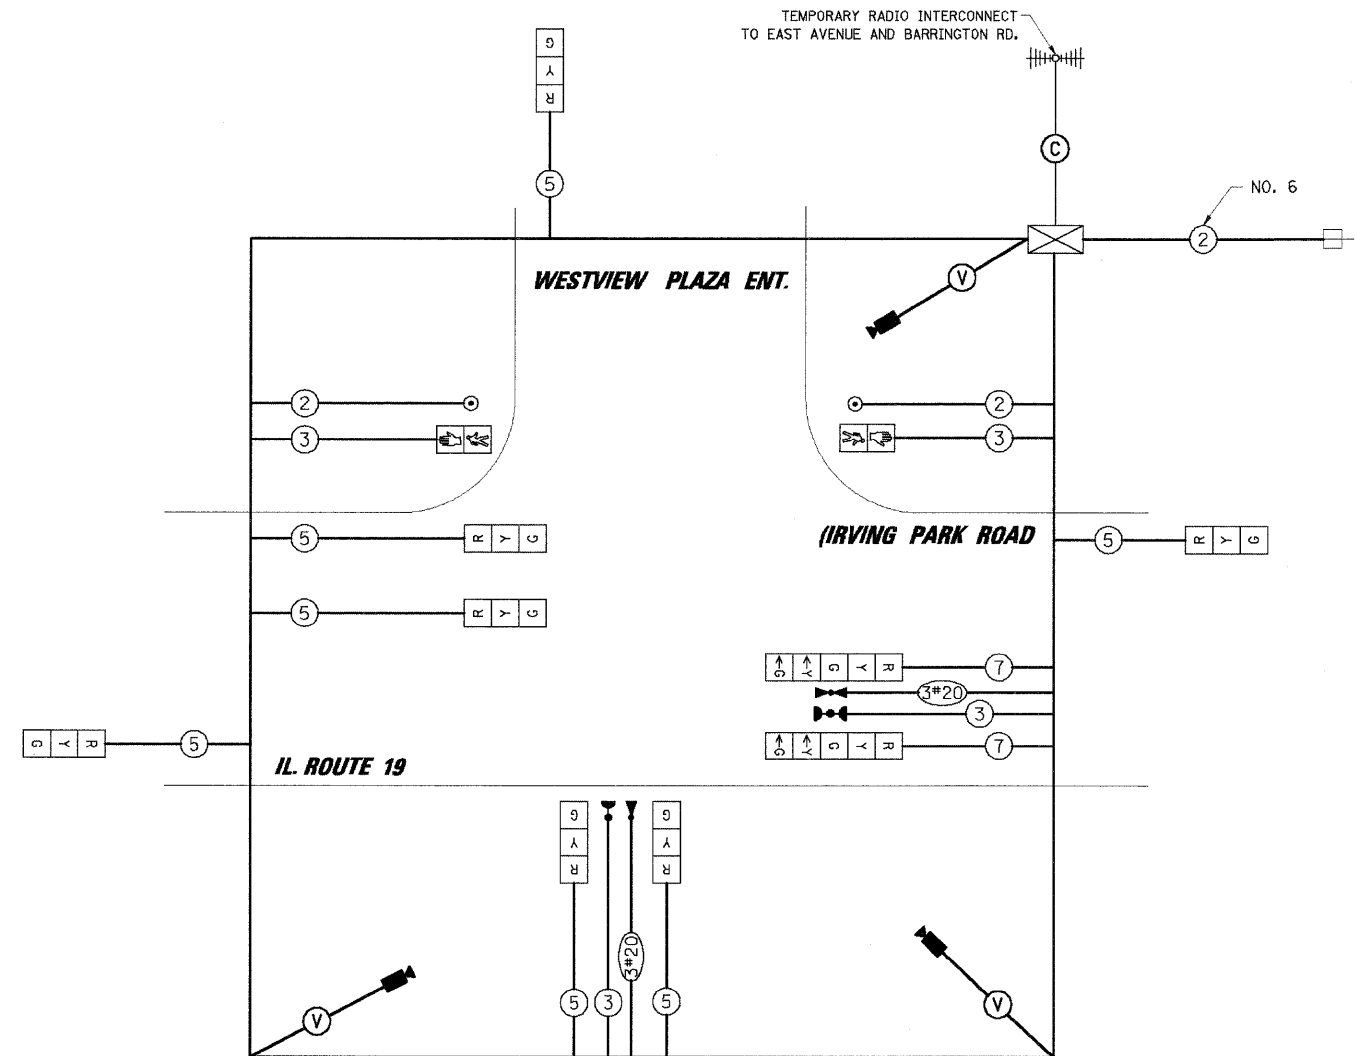 TEMPORARY RADIO INTERCONNECT
TO EAST AVENUE AND BARRINGTON RD.
G
Y
R
C
5
NO. 6
2
WESTVIEW PLAZA ENT.
V
2
2
3
3
5 R Y G
(IRVING PARK ROAD
5 R Y G
5 R Y G
G Y G Y R 7
3#20
3
G Y R 5
G Y G Y R 7
IL. ROUTE 19
G G
Y Y
R R
3#20
5 3 5
V
V